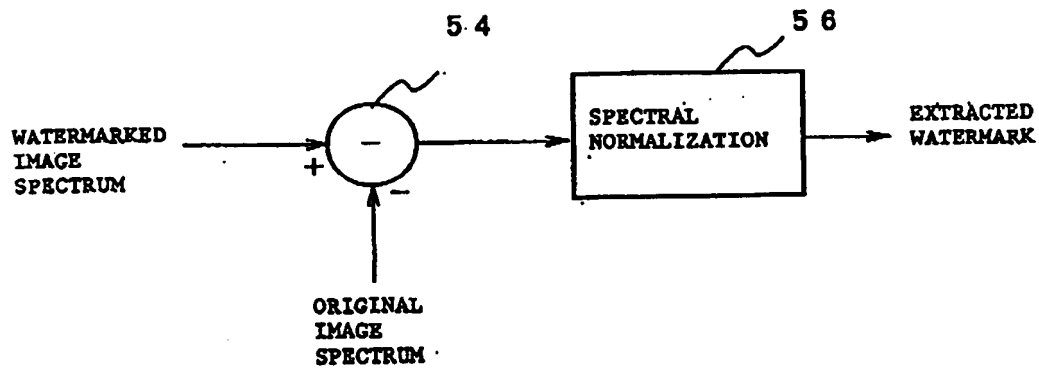 54
56
WATERMARKED
IMAGE
SPECTRUM
+
−
−
SPECTRAL
NORMALIZATION
EXTRACTED
WATERMARK
ORIGINAL
IMAGE
SPECTRUM